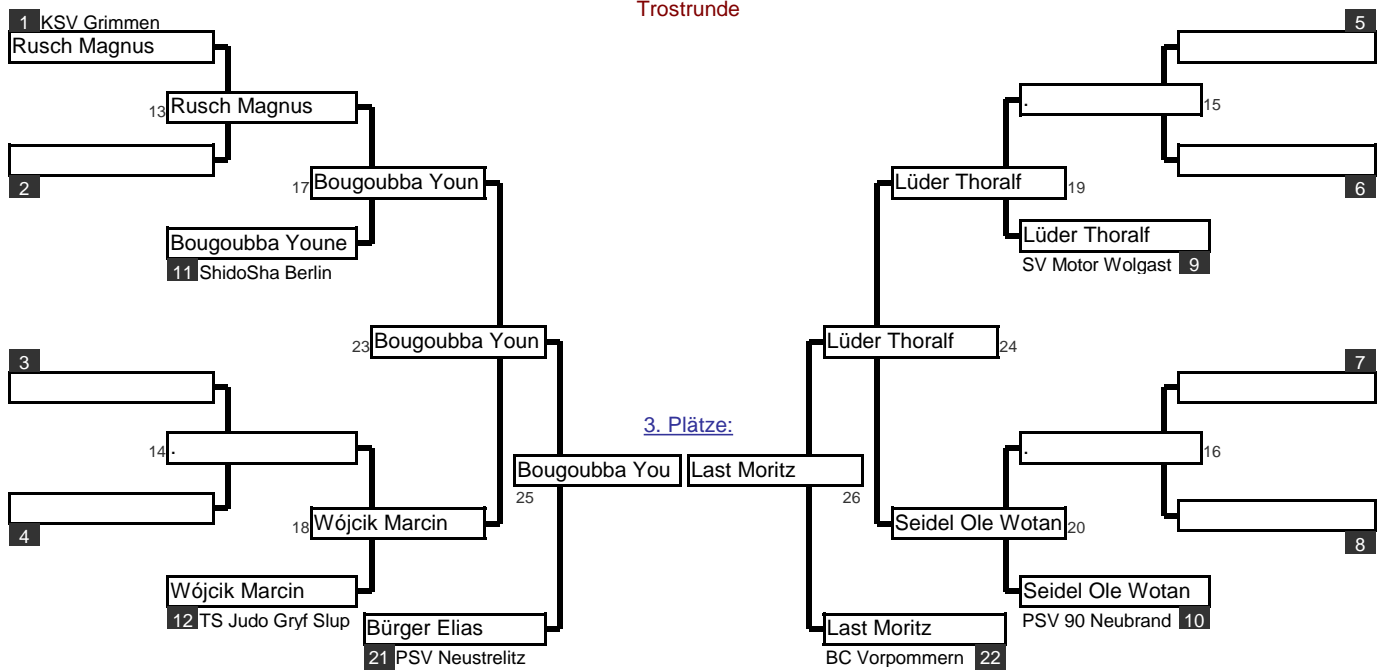 Trostrunde
1 KSV Grimmen
5
Rusch Magnus
13 Rusch Magnus
. 15
2
6
17 Bougoubba Youn
Lüder Thoralf 19
Bougoubba Youne
Lüder Thoralf
11 ShidoSha Berlin
SV Motor Wolgast 9
23 Bougoubba Youn
Lüder Thoralf 24
3
7
3. Plätze:
14 .
. 16
Bougoubba You
Last Moritz
25
26
4
8
18 Wójcik Marcin
Seidel Ole Wotan 20
Wójcik Marcin
Seidel Ole Wotan
12 TS Judo Gryf Slup
PSV 90 Neubrand 10
Bürger Elias
Last Moritz
21 PSV Neustrelitz
BC Vorpommern 22